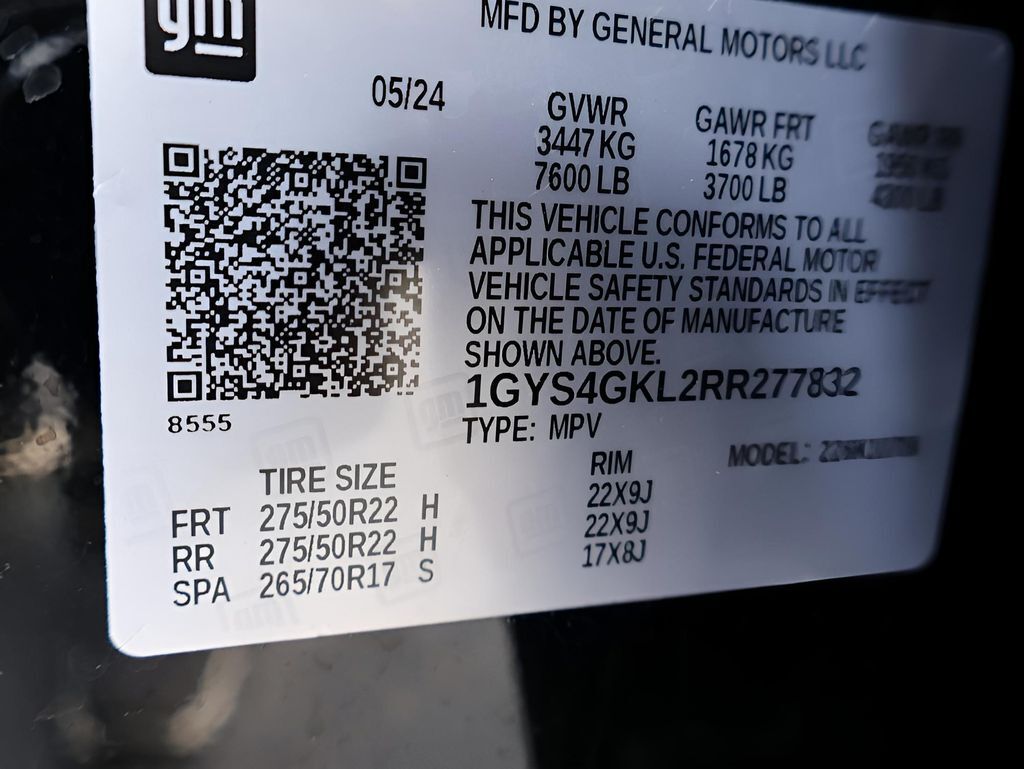 gm
MFD BY GENERAL MOTORS LLC
05/24
GVWR GAWR FRT
3447 KG 1678 KG
7600 LB 3700 LB
THIS VEHICLE CONFORMS TO ALL
APPLICABLE U.S. FEDERAL MOTOR
VEHICLE SAFETY STANDARDS IN EFFECT
ON THE DATE OF MANUFACTURE
SHOWN ABOVE.
1GYS4GKL2RR277832
8555
TYPE: MPV MODEL:
TIRE SIZE RIM
FRT 275/50R22 H 22X9J
RR 275/50R22 H 22X9J
SPA 265/70R17 S 17X8J